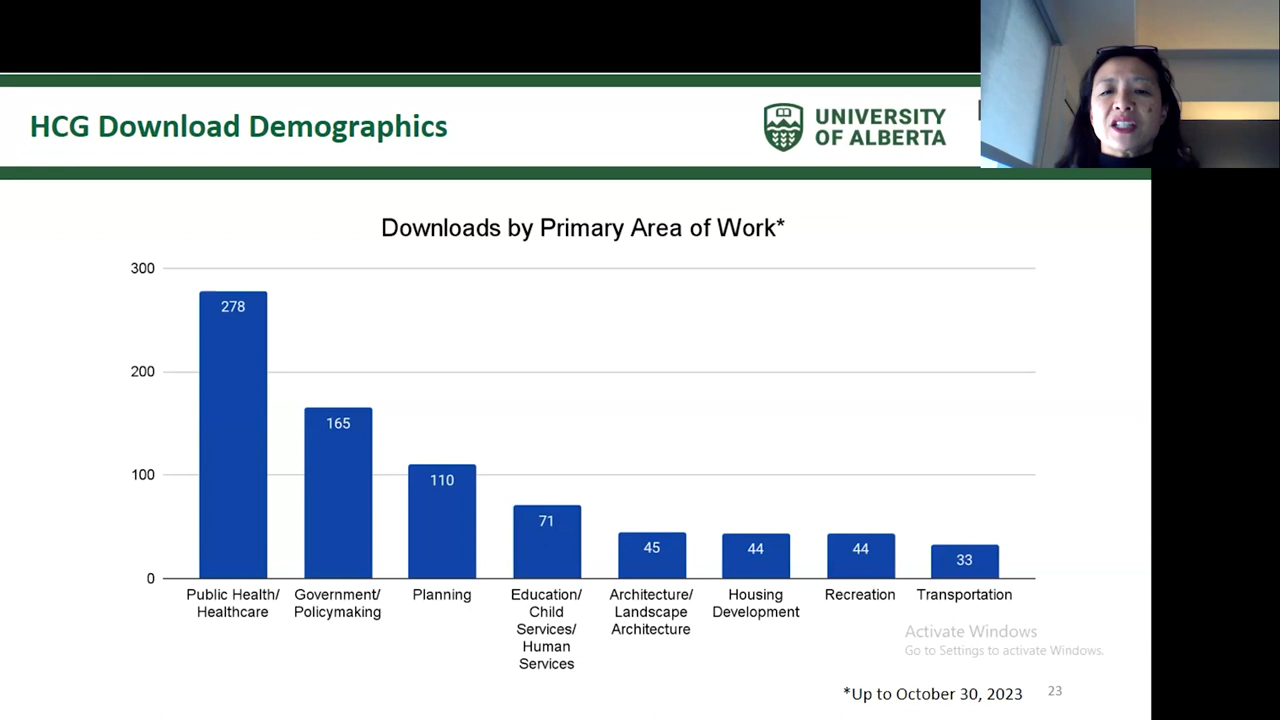 HCG Download Demographics
UNIVERSITY
OF ALBERTA
Downloads by Primary Area of Work*
300
200
100
0
278
165
110
71
45
44
44
33
Public Health/
Healthcare
Government/
Policymaking
Planning
Education/
Child
Services/
Human
Services
Architecture/
Landscape
Architecture
Housing
Development
Recreation
Transportation
Activate Windows
Go to Settings to activate Windows.
*Up to October 30, 2023
23